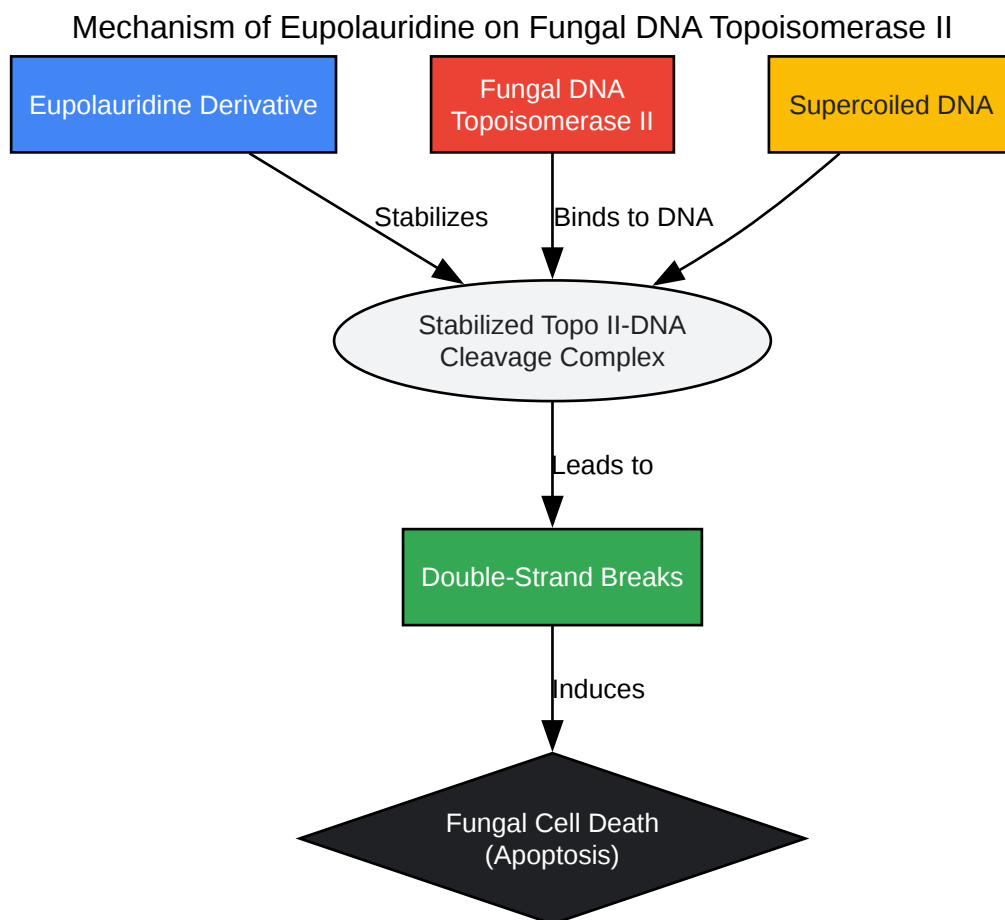 Mechanism of Eupolauridine on Fungal DNA Topoisomerase II
Eupolauridine Derivative
Fungal DNA
Topoisomerase II
Supercoiled DNA
Stabilizes
Binds to DNA
Stabilized Topo II-DNA
Cleavage Complex
Leads to
Double-Strand Breaks
Induces
Fungal Cell Death
(Apoptosis)